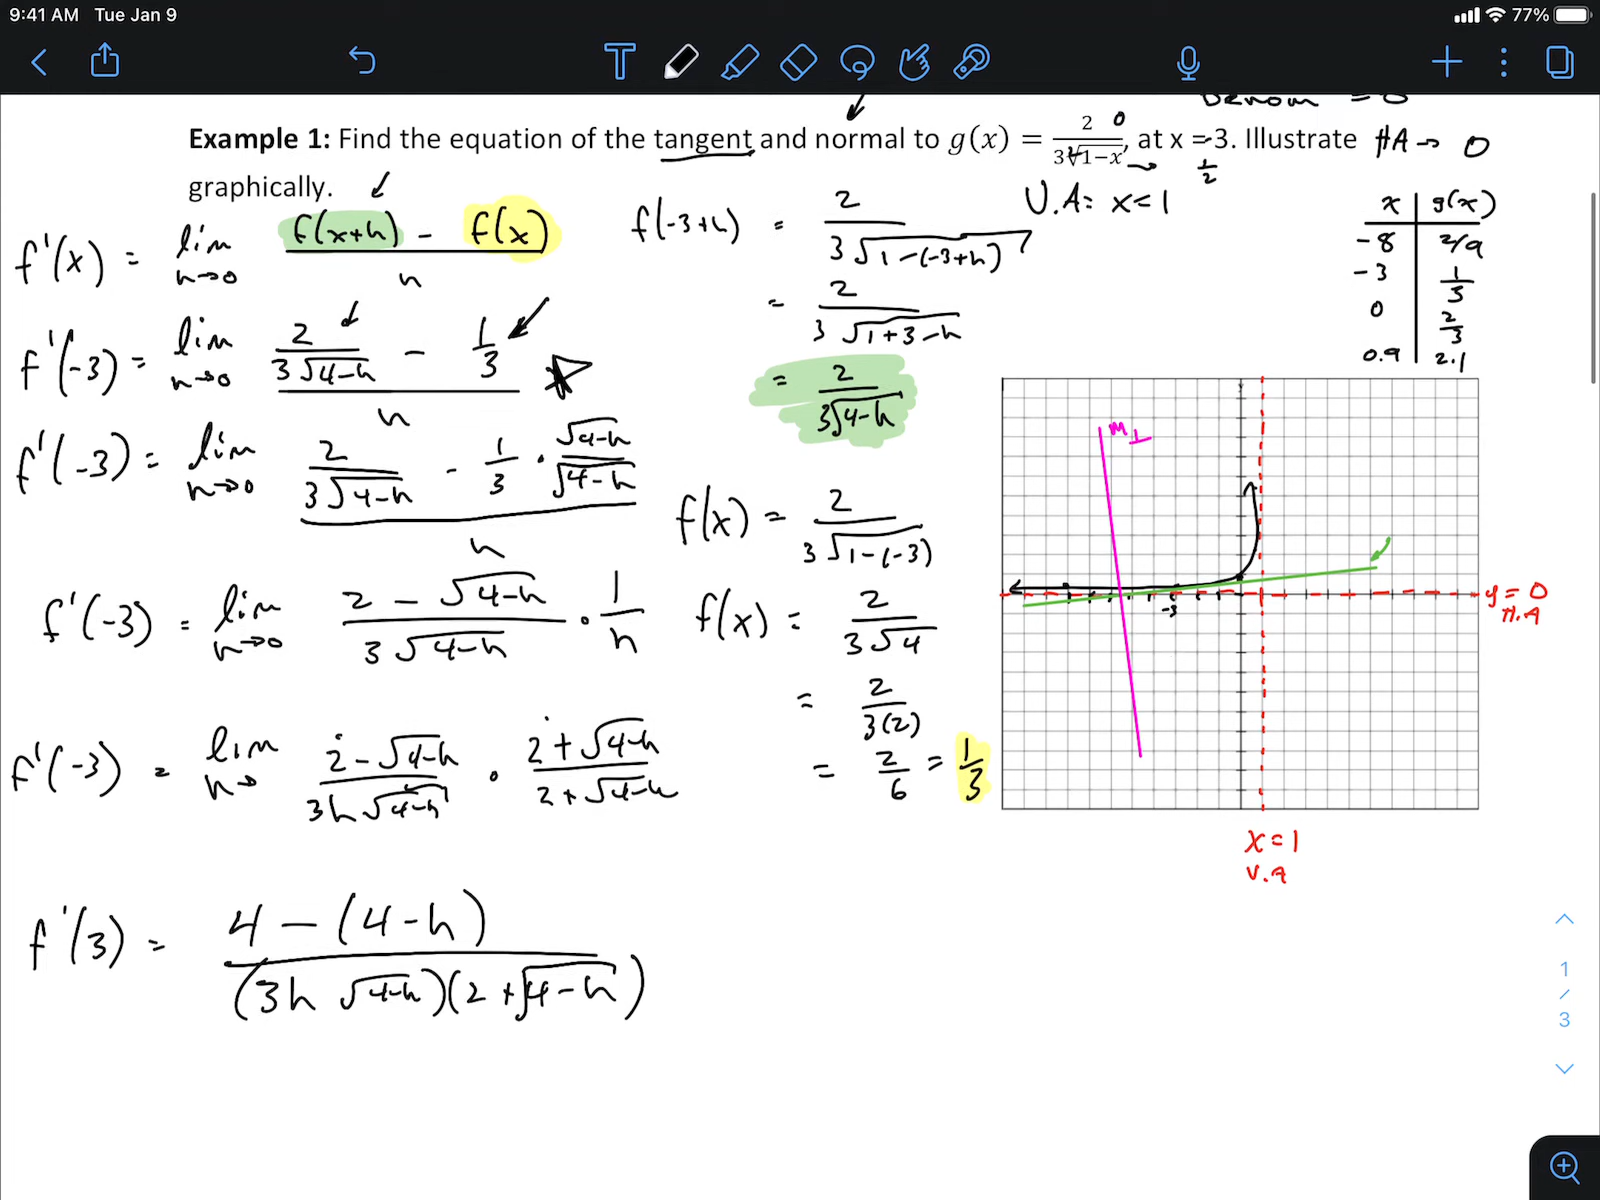 9:41 AM Tue Jan 9
77%
Denom = 0
Example 1: Find the equation of the tangent and normal to g(x) = 2/(3√1−x), at x = -3. Illustrate
graphically.
0
1/2
HA → 0
V.A: x = 1
x | g(x)
-8 | 2/9
-3 | 1/3
0 | 2/3
0.9 | 2.1
f'(x) = lim h→0 (f(x+h) - f(x))/h
f'(-3) = lim h→0 (2/(3√4-h) - 1/3)/h
f'(-3) = lim h→0 (2/(3√4-h) - 1/3 · √4-h/√4-h)/h
f'(-3) = lim h→0 (2 - √4-h)/(3√4-h) · 1/h
f'(-3) = lim h→ (2 - √4-h)/(3h√4-h) · (2 + √4-h)/(2 + √4-h)
f'(3) = (4 - (4-h))/((3h √4-h)(2 + √4-h))
f(-3+h) = 2/(3√1-(-3+h))
= 2/(3√1+3-h)
= 2/(3√4-h)
f(x) = 2/(3√1-(-3))
f(x) = 2/(3√4)
= 2/3(2)
= 2/6 = 1/3
m⊥
-3
y = 0
H.A
x = 1
V.A
1
/
3